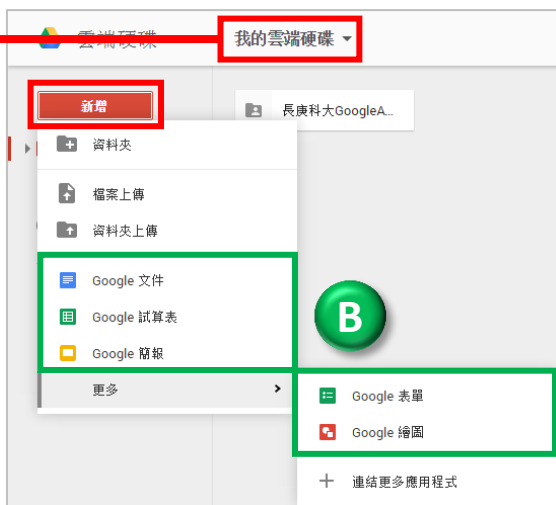 雲端硬碟
我的雲端硬碟
新增
長庚科大GoogleA...
資料夾
檔案上傳
資料夾上傳
Google 文件
Google 試算表
Google 簡報
B
更多
Google 表單
Google 繪圖
連結更多應用程式